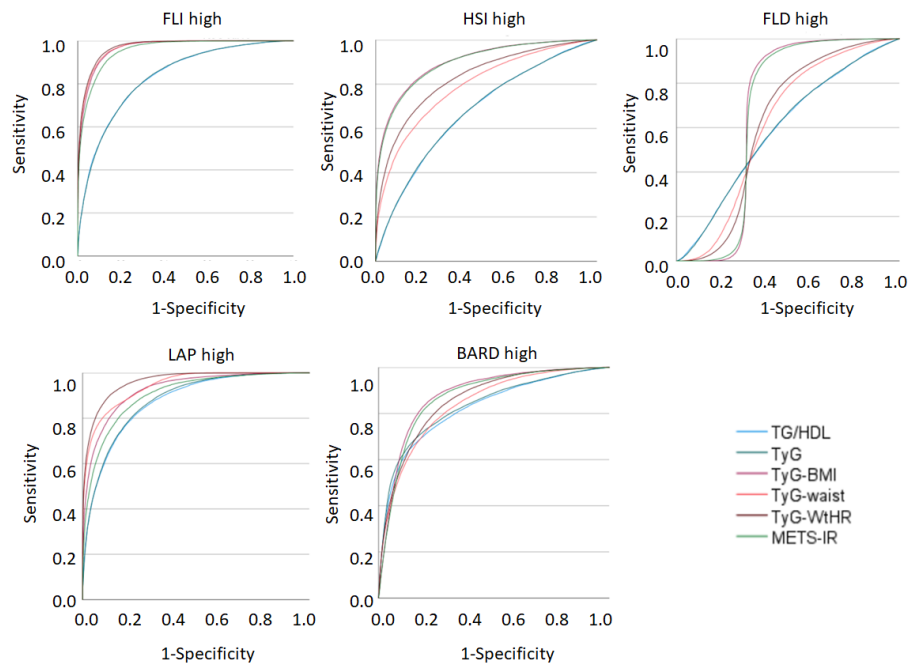 FLI high
HSI high
FLD high
1.0
0.8
0.6
0.4
0.2
0.0
Sensitivity
0.0 0.2 0.4 0.6 0.8 1.0
1-Specificity
1.0
0.8
0.6
0.4
0.2
0.0
Sensitivity
0.0 0.2 0.4 0.6 0.8 1.0
1-Specificity
1.0
0.8
0.6
0.4
0.2
0.0
Sensitivity
0.0 0.2 0.4 0.6 0.8 1.0
1-Specificity
LAP high
BARD high
1.0
0.8
0.6
0.4
0.2
0.0
Sensitivity
0.0 0.2 0.4 0.6 0.8 1.0
1-Specificity
1.0
0.8
0.6
0.4
0.2
0.0
Sensitivity
0.0 0.2 0.4 0.6 0.8 1.0
1-Specificity
TG/HDL
TyG
TyG-BMI
TyG-waist
TyG-WtHR
METS-IR